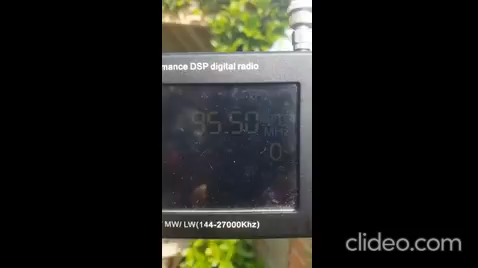 mance DSP digital radio
95.50
MHz
0
MW/ LW(144-27000Khz)
clideo.com